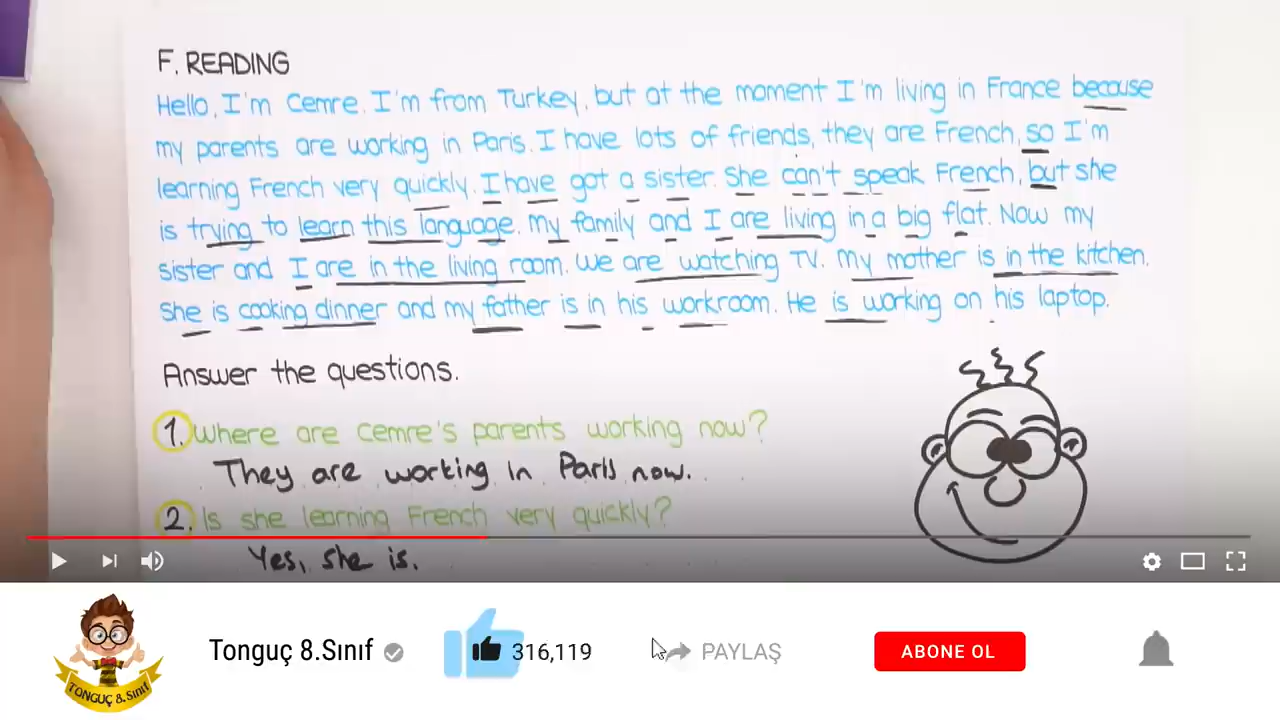 F. READING
Hello, I'm Cemre. I'm from Turkey, but at the moment I'm living in France because
my parents are working in Paris. I have lots of friends, they are French, so I'm
learning French very quickly. I have got a sister. She can't speak French, but she
is trying to learn this language. My family and I are living in a big flat. Now my
sister and I are in the living room. We are watching TV. My mother is in the kitchen.
She is cooking dinner and my father is in his workroom. He is working on his laptop.
Answer the questions.
1. Where are Cemre's parents working now?
They are working in Paris now.
2. Is she learning French very quickly?
Yes, she is.
TONGUÇ 8.Sınıf
Tonguç 8.Sınıf
316,119
PAYLAŞ
ABONE OL